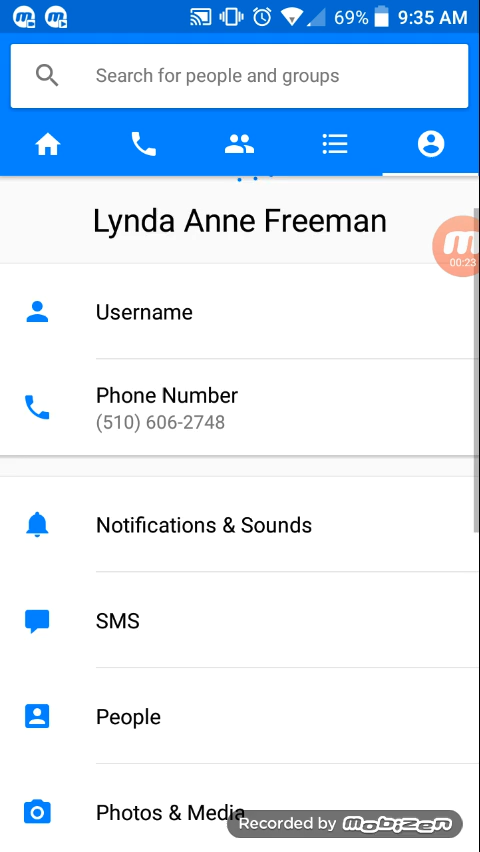 69% 9:35 AM
Search for people and groups
Lynda Anne Freeman
00:23
Username
Phone Number
(510) 606-2748
Notifications & Sounds
SMS
People
Photos & Media
Recorded by mobizen